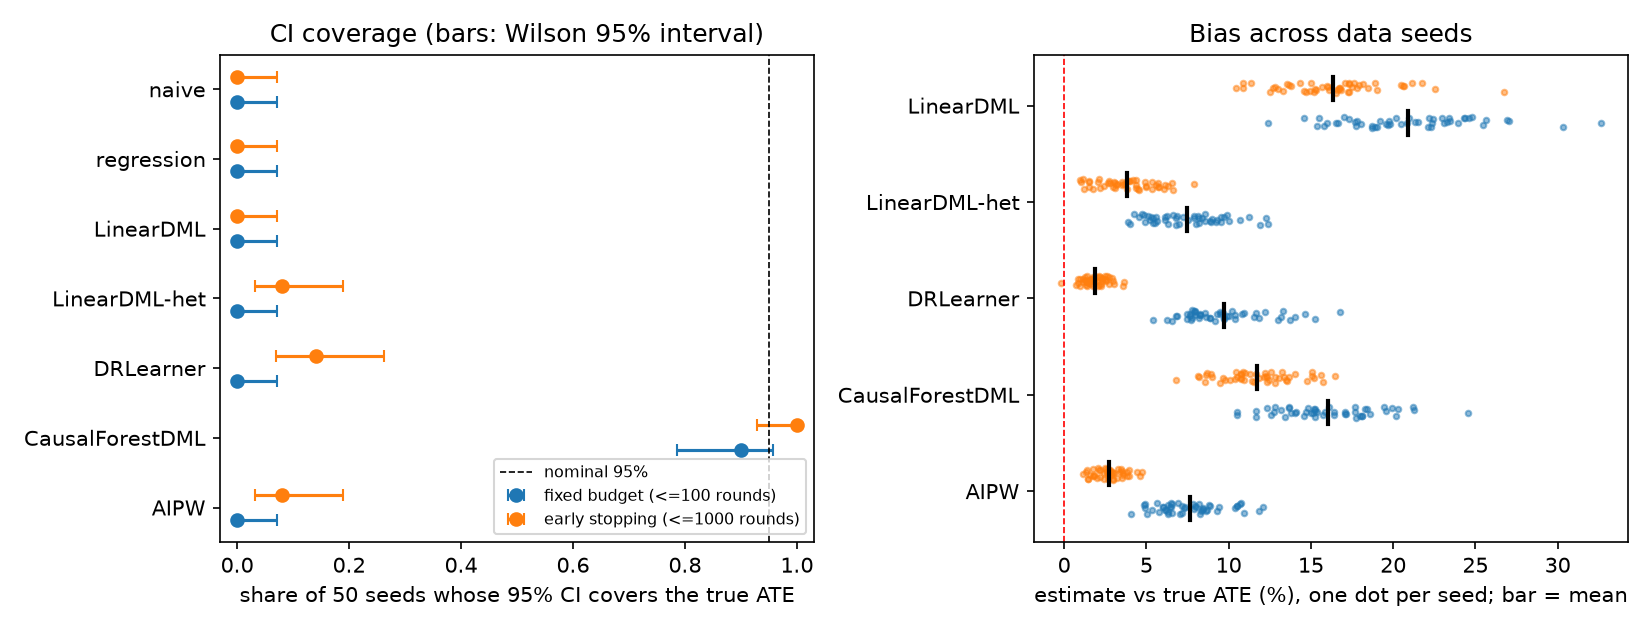 CI coverage (bars: Wilson 95% interval)
naive
regression
LinearDML
LinearDML-het
DRLearner
CausalForestDML
AIPW
nominal 95%
fixed budget (<=100 rounds)
early stopping (<=1000 rounds)
0.0 0.2 0.4 0.6 0.8 1.0
share of 50 seeds whose 95% CI covers the true ATE
Bias across data seeds
LinearDML
LinearDML-het
DRLearner
CausalForestDML
AIPW
0 5 10 15 20 25 30
estimate vs true ATE (%), one dot per seed; bar = mean